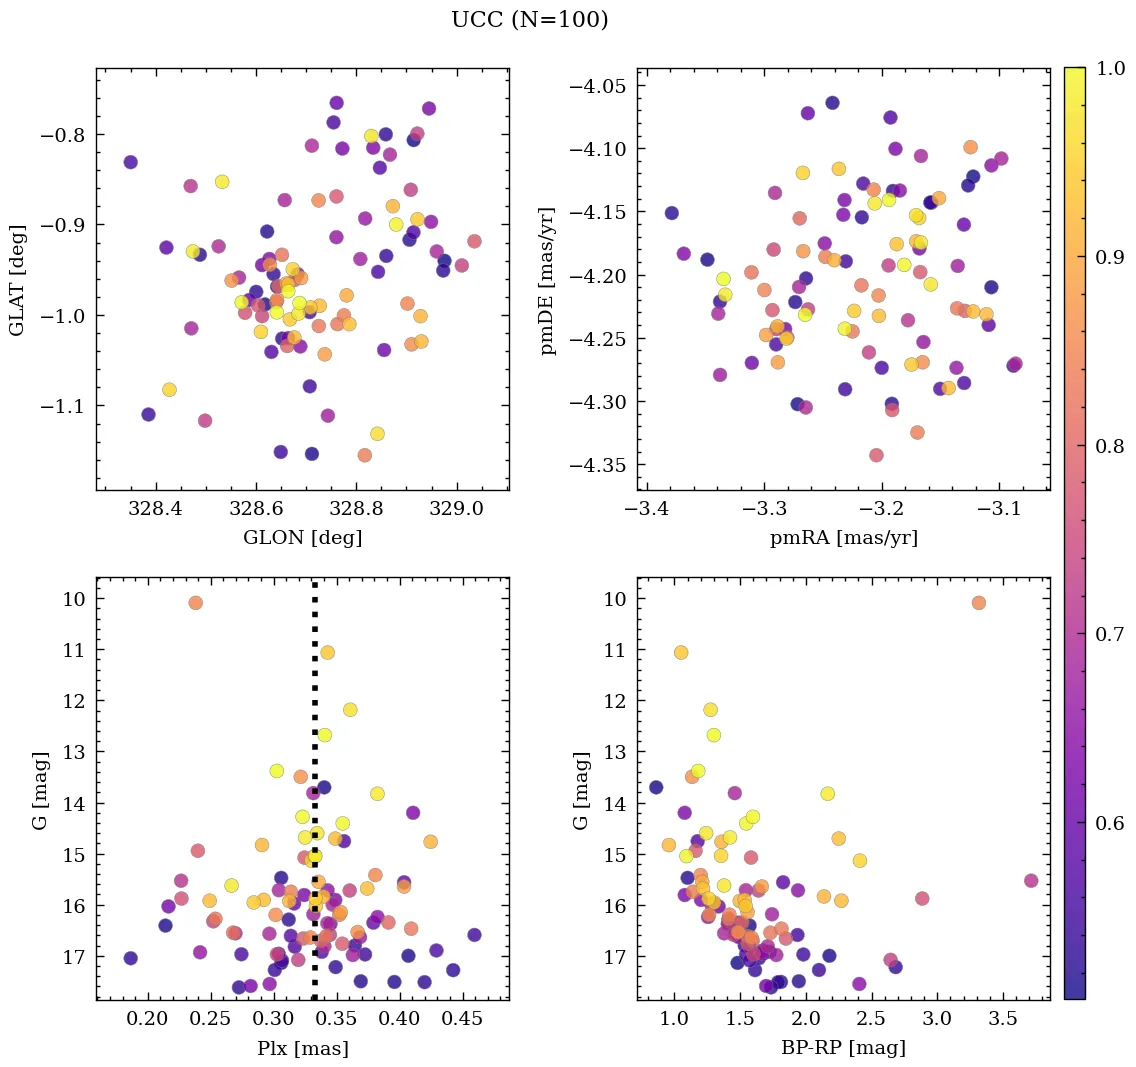 UCC (N=100)
−0.8
−0.9
−1.0
−1.1
GLAT [deg]
328.4 328.6 328.8 329.0
GLON [deg]
−4.05
−4.10
−4.15
−4.20
−4.25
−4.30
−4.35
pmDE [mas/yr]
−3.4 −3.3 −3.2 −3.1
pmRA [mas/yr]
10
11
12
13
14
15
16
17
G [mag]
0.20 0.25 0.30 0.35 0.40 0.45
Plx [mas]
10
11
12
13
14
15
16
17
G [mag]
1.0 1.5 2.0 2.5 3.0 3.5
BP-RP [mag]
1.0
0.9
0.8
0.7
0.6